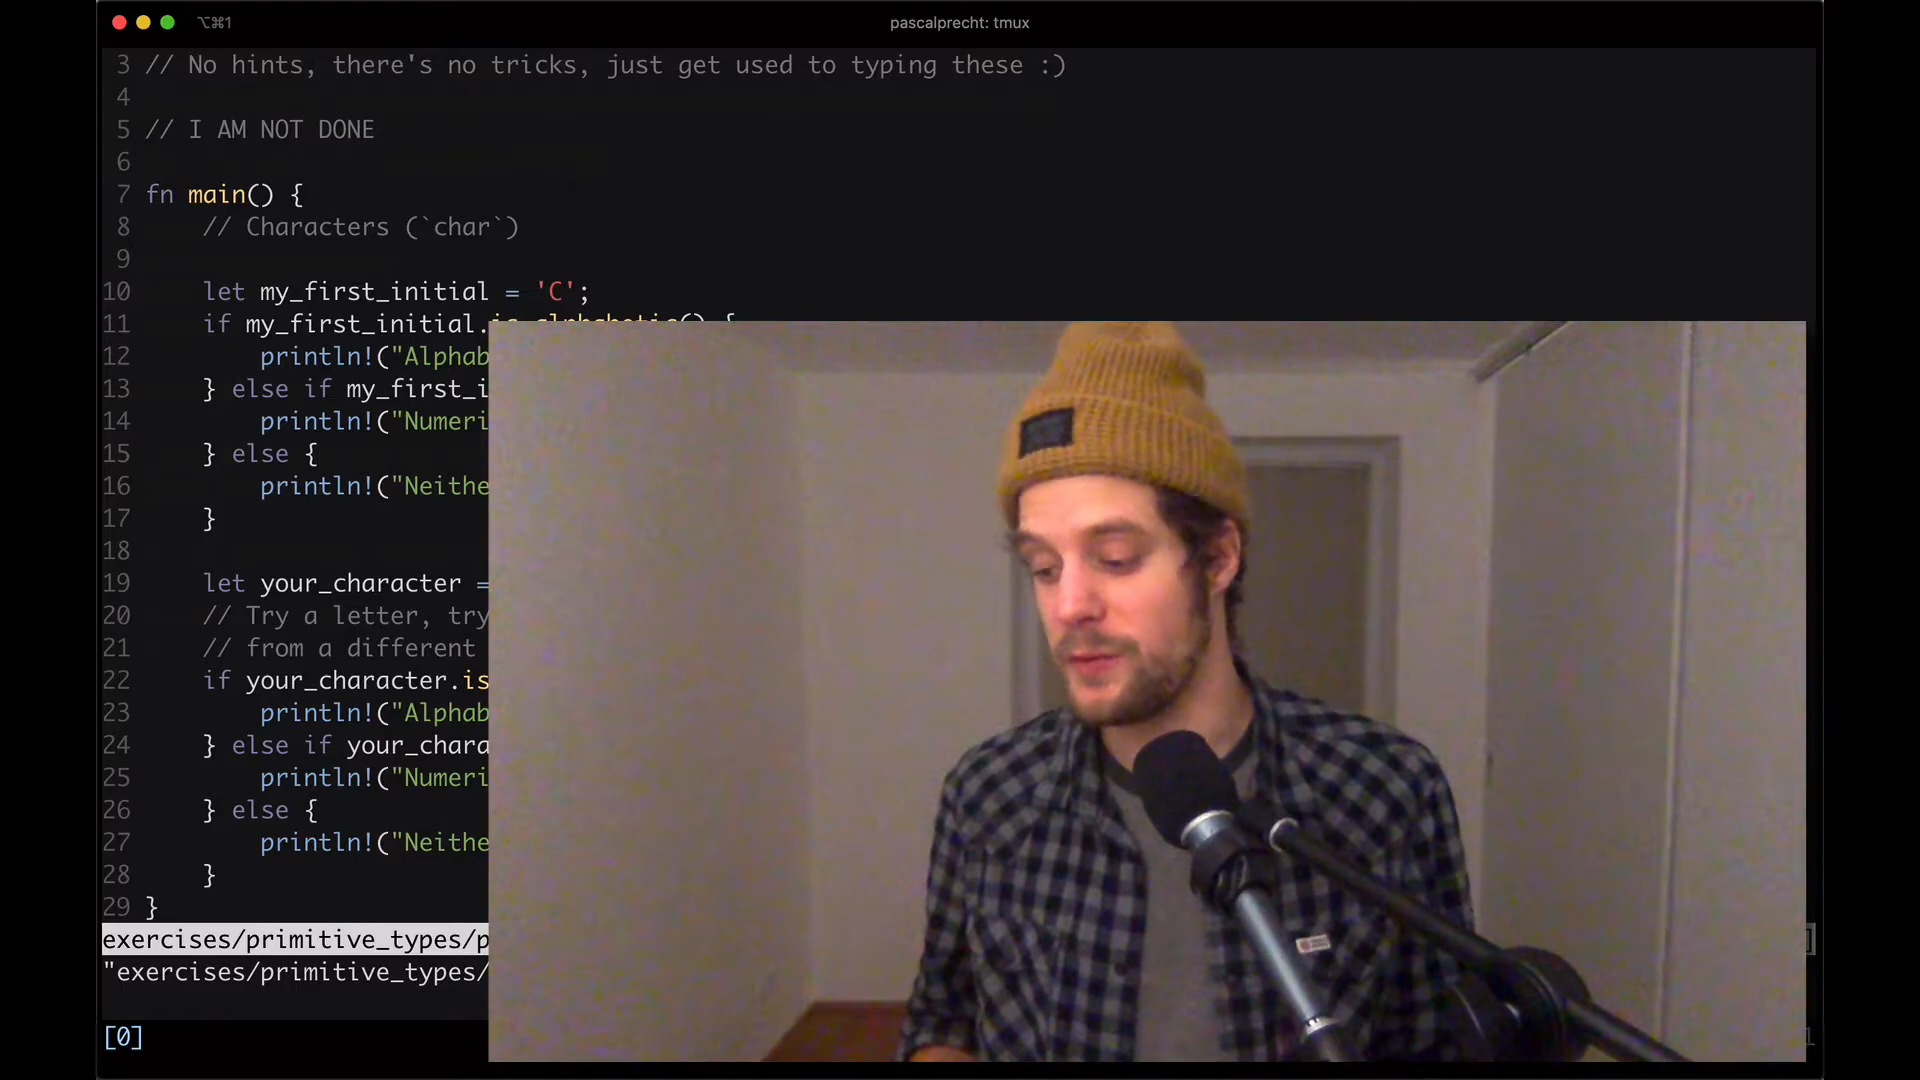 ⌥⌘1
pascalprecht: tmux
3 // No hints, there's no tricks, just get used to typing these :)
4
5 // I AM NOT DONE
6
7 fn main() {
8 // Characters (`char`)
9
10 let my_first_initial = 'C';
11 if my_first_initial.is_alphabetic() {
12 println!("Alphab
13 } else if my_first_i
14 println!("Numeri
15 } else {
16 println!("Neithe
17 }
18
19 let your_character =
20 // Try a letter, try
21 // from a different
22 if your_character.is
23 println!("Alphab
24 } else if your_chara
25 println!("Numeri
26 } else {
27 println!("Neithe
28 }
29 }
exercises/primitive_types/p
"exercises/primitive_types/
[0]